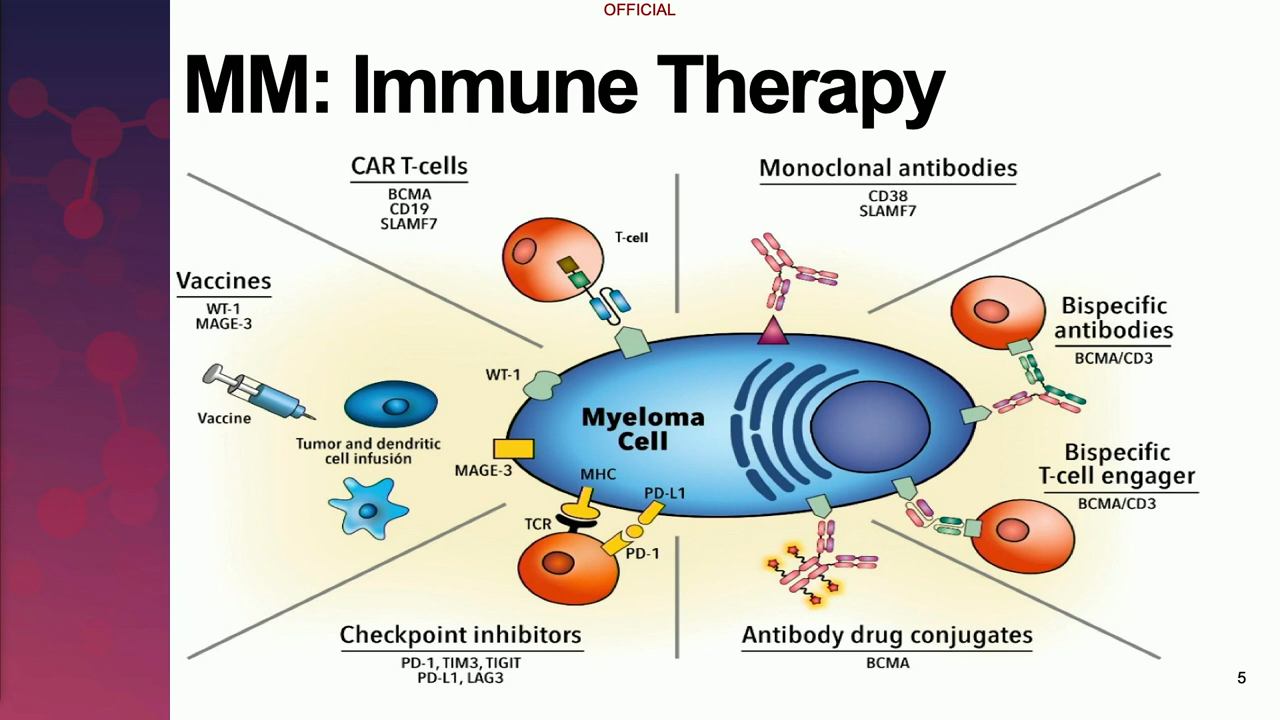 OFFICIAL
MM: Immune Therapy
CAR T-cells
BCMA
CD19
SLAMF7
T-cell
Monoclonal antibodies
CD38
SLAMF7
Vaccines
WT-1
MAGE-3
Vaccine
Tumor and dendritic
cell infusión
WT-1
MAGE-3
Myeloma
Cell
MHC
PD-L1
TCR
PD-1
Bispecific
antibodies
BCMA/CD3
Bispecific
T-cell engager
BCMA/CD3
Checkpoint inhibitors
PD-1, TIM3, TIGIT
PD-L1, LAG3
Antibody drug conjugates
BCMA
5